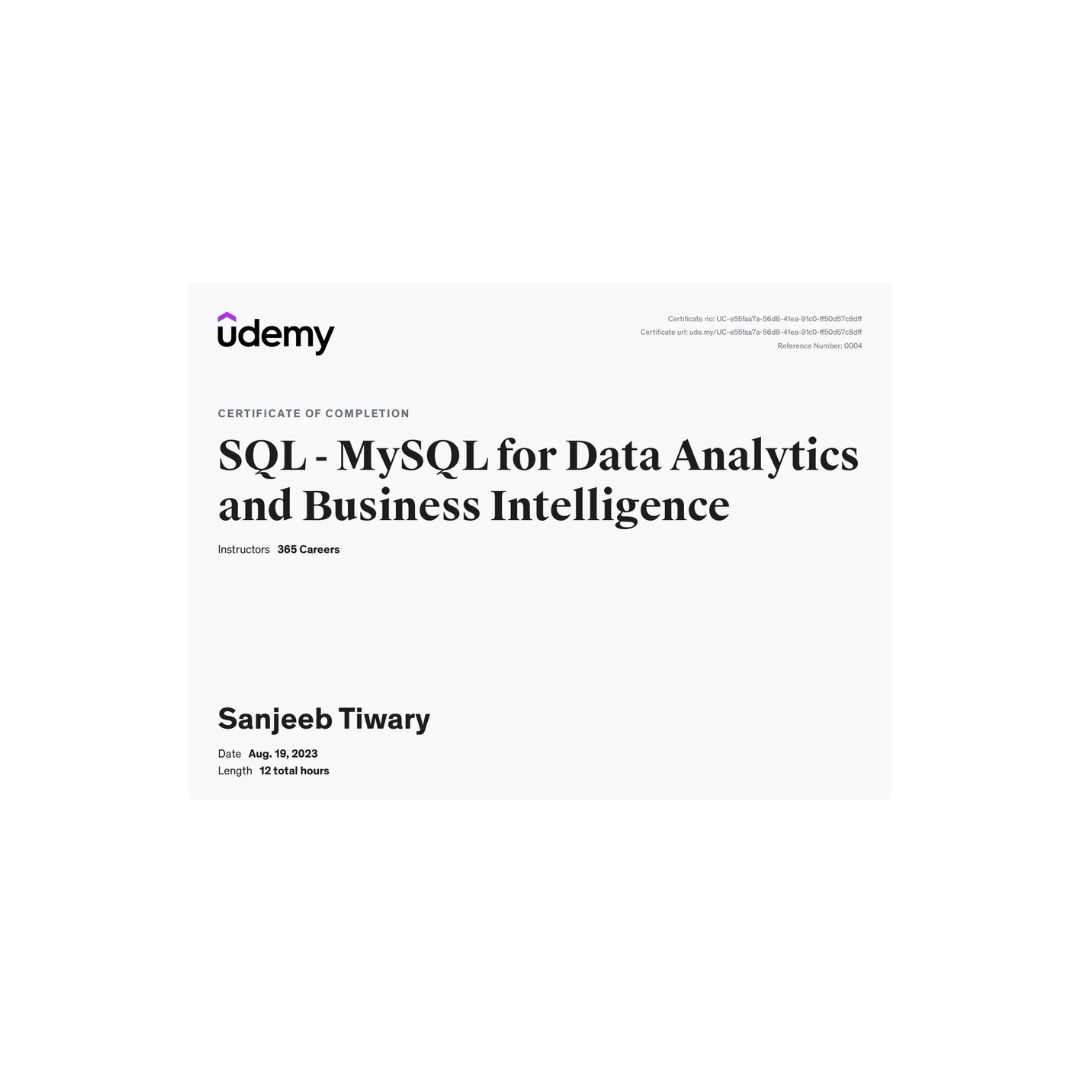 udemy
Certificate no: UC-e55faa7a-56d8-41ea-91c0-ff50d57c8dff
Certificate url: ude.my/UC-e55faa7a-56d8-41ea-91c0-ff50d57c8dff
Reference Number: 0004
CERTIFICATE OF COMPLETION
SQL - MySQL for Data Analytics
and Business Intelligence
Instructors 365 Careers
Sanjeeb Tiwary
Date Aug. 19, 2023
Length 12 total hours